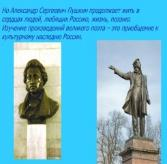 Но Александр Сергеевич Пушкин продолжает жить в
сердцах людей, любящих Россию, жизнь, поэзию.
Изучение произведений великого поэта – это приобщение к
культурному наследию России.